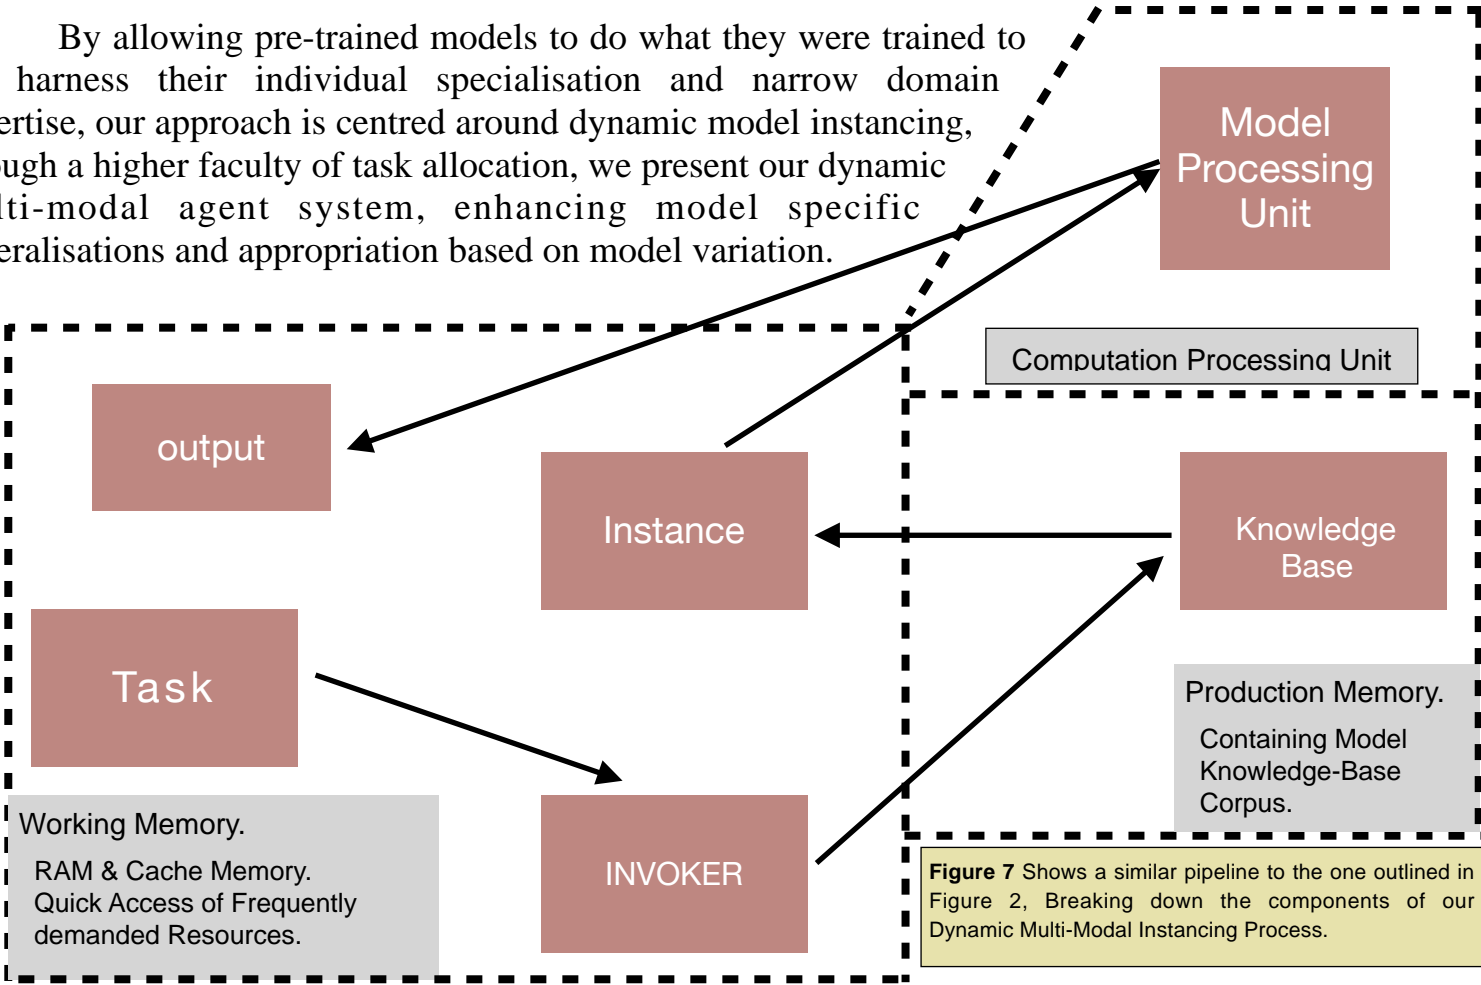 By allowing pre-trained models to do what they were trained to
harness their individual specialisation and narrow domain
our approach is centred around dynamic model instancing,
a higher faculty of task allocation, we present our dynamic
agent system, enhancing model specific
and appropriation based on model variation.
Model
Processing
Unit
Computation Processing Unit
output
Instance
Knowledge
Base
Task
Production Memory.
Containing Model
Knowledge-Base
Corpus.
Working Memory.
RAM & Cache Memory.
Quick Access of Frequently
demanded Resources.
INVOKER
Figure 7 Shows a similar pipeline to the one outlined in
Figure 2, Breaking down the components of our
Dynamic Multi-Modal Instancing Process.